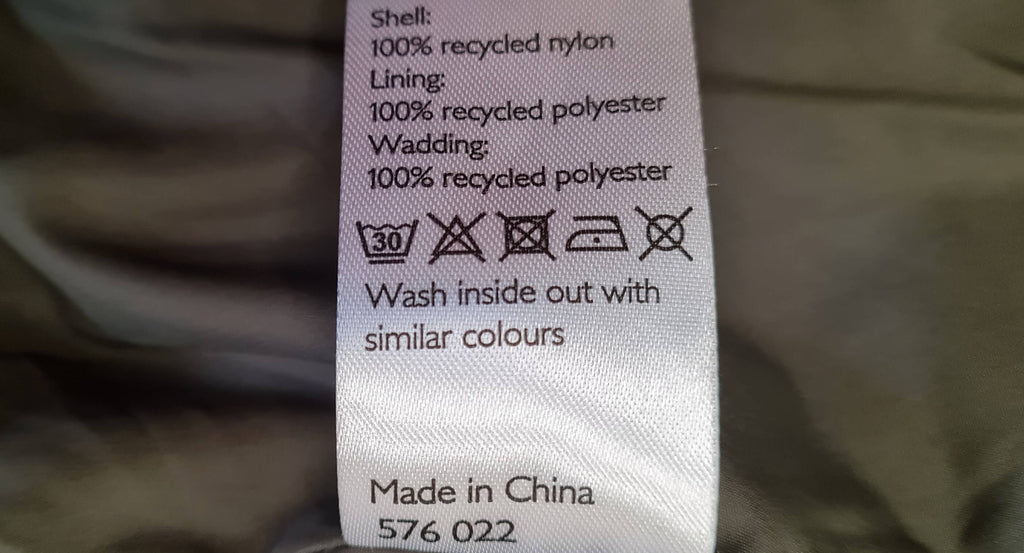 Shell:
100% recycled nylon
Lining:
100% recycled polyester
Wadding:
100% recycled polyester
30
Wash inside out with
similar colours
Made in China
576 022